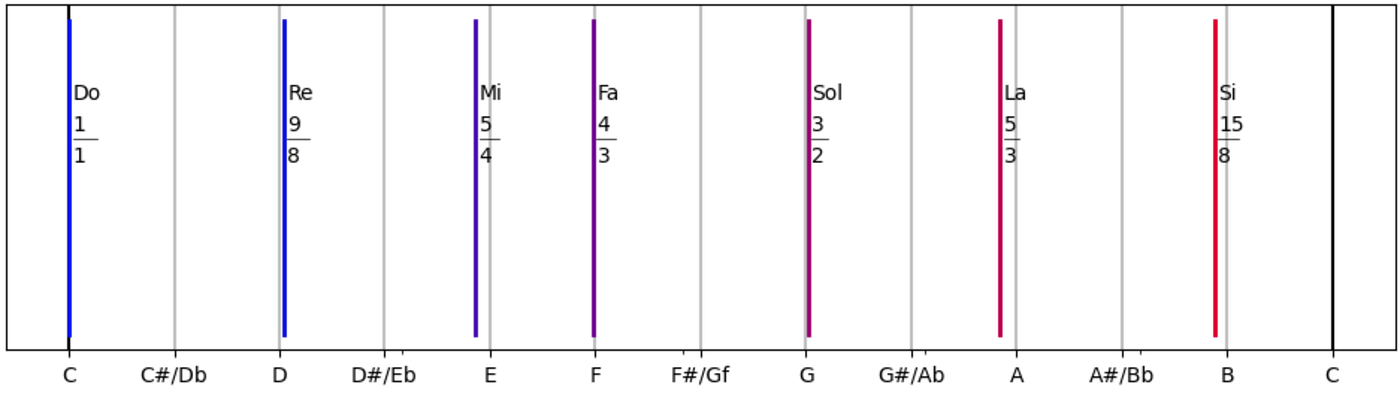 Do Re Mi Fa Sol La Si
1 9 5 4 3 5 15
1 8 4 3 2 3 8
C C#/Db D D#/Eb E F F#/Gf G G#/Ab A A#/Bb B C